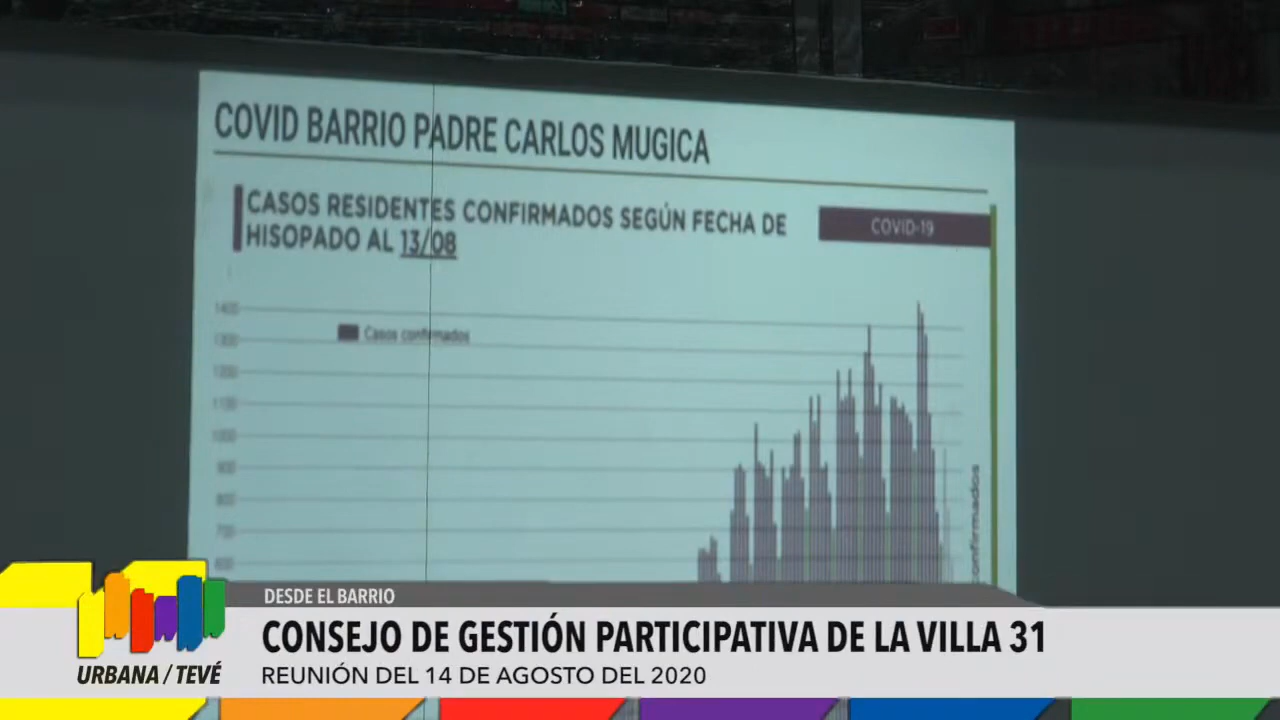 COVID BARRIO PADRE CARLOS MUGICA
CASOS RESIDENTES CONFIRMADOS SEGÚN FECHA DE
HISOPADO AL 13/08
COVID-19
1400
Casos confirmados
1300
1200
1100
1000
900
800
700
600
confirmados
DESDE EL BARRIO
CONSEJO DE GESTIÓN PARTICIPATIVA DE LA VILLA 31
REUNIÓN DEL 14 DE AGOSTO DEL 2020
URBANA / TEVÉ